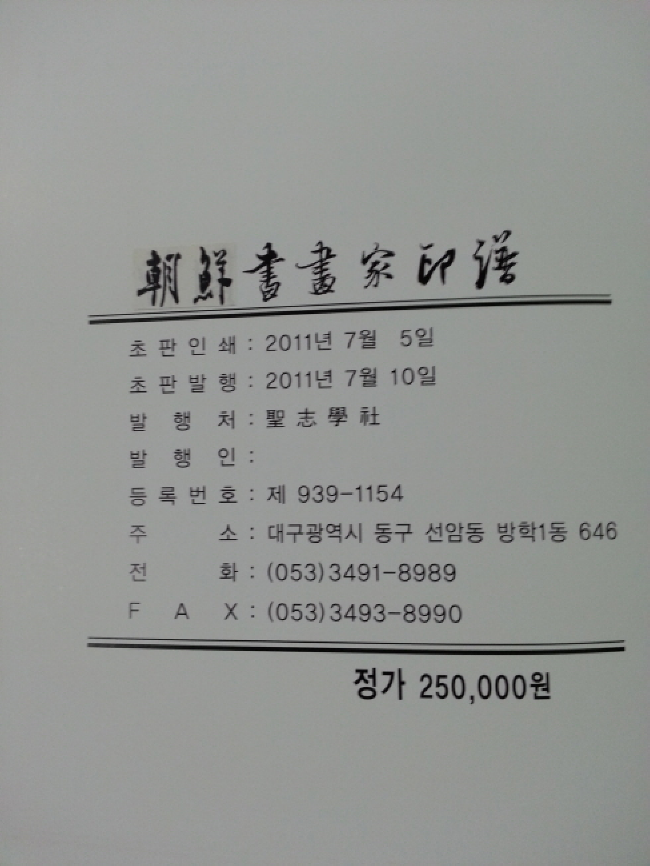 朝鮮書畫家印譜
초판인쇄 : 2011년 7월 5일
초판발행 : 2011년 7월 10일
발행처 : 聖志學社
발행인 :
등록번호 : 제 939-1154
주소 : 대구광역시 동구 선암동 방학1동 646
전화 : (053)3491-8989
FAX : (053)3493-8990
정가 250,000원